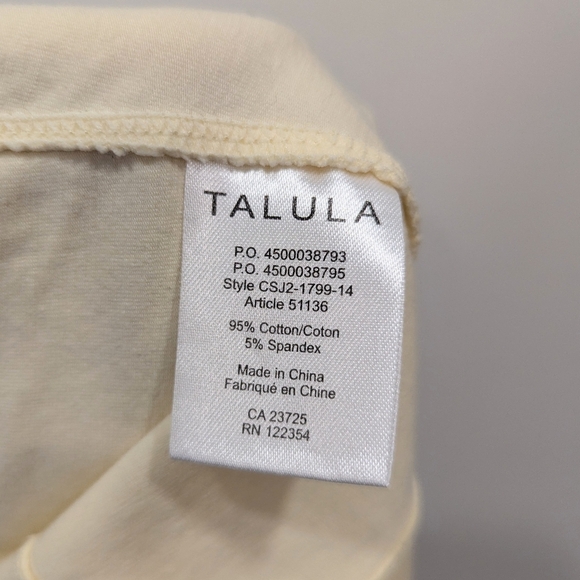 TALULA
P.O. 4500038793
P.O. 4500038795
Style CSJ2-1799-14
Article 51136
95% Cotton/Coton
5% Spandex
Made in China
Fabriqué en Chine
CA 23725
RN 122354